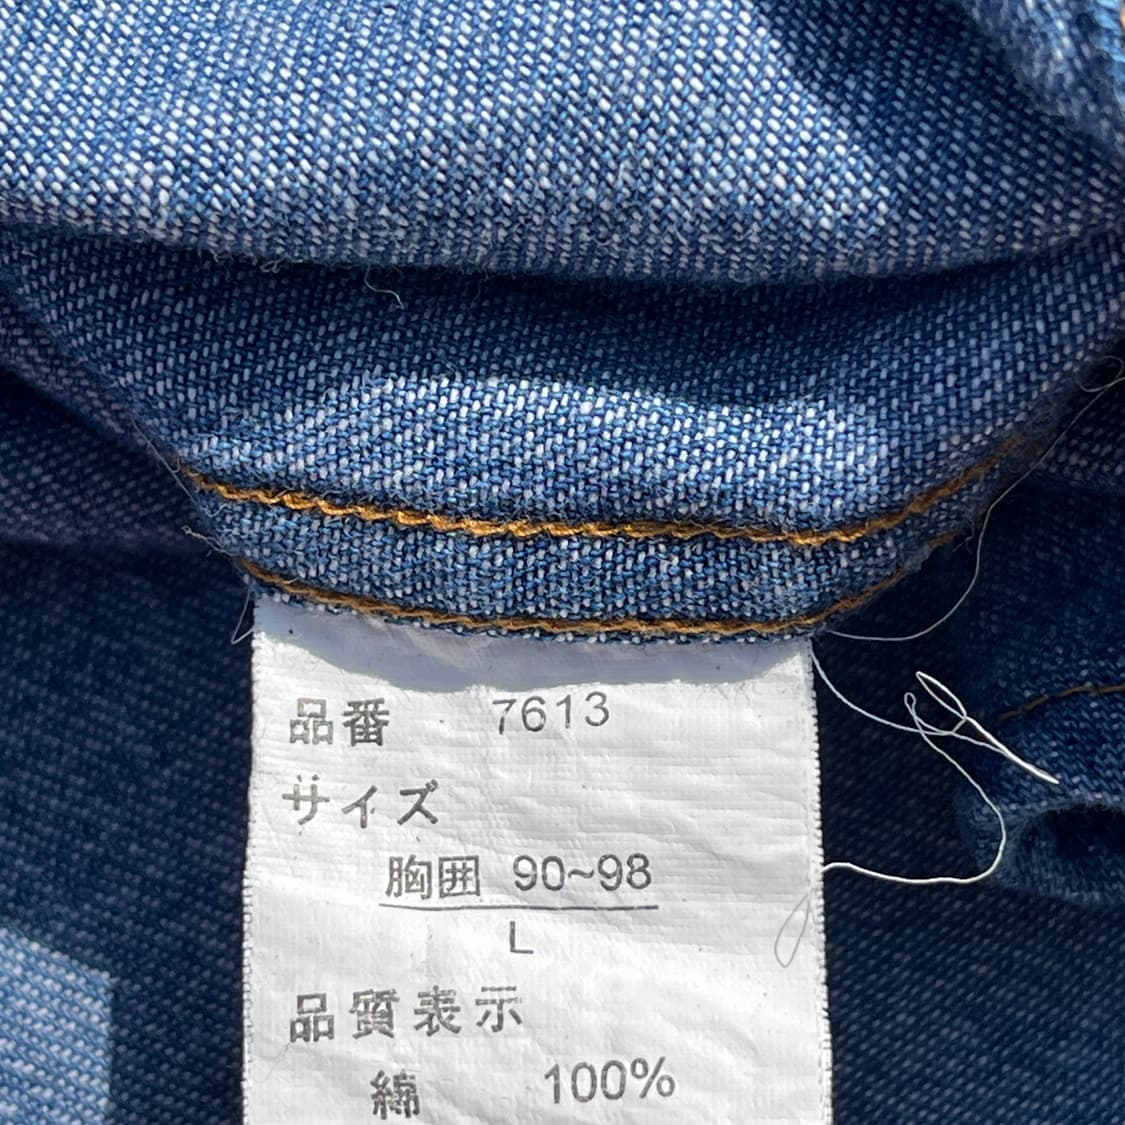 品番 7613
サイズ
胸囲 90~98
L
品質表示
綿 100%